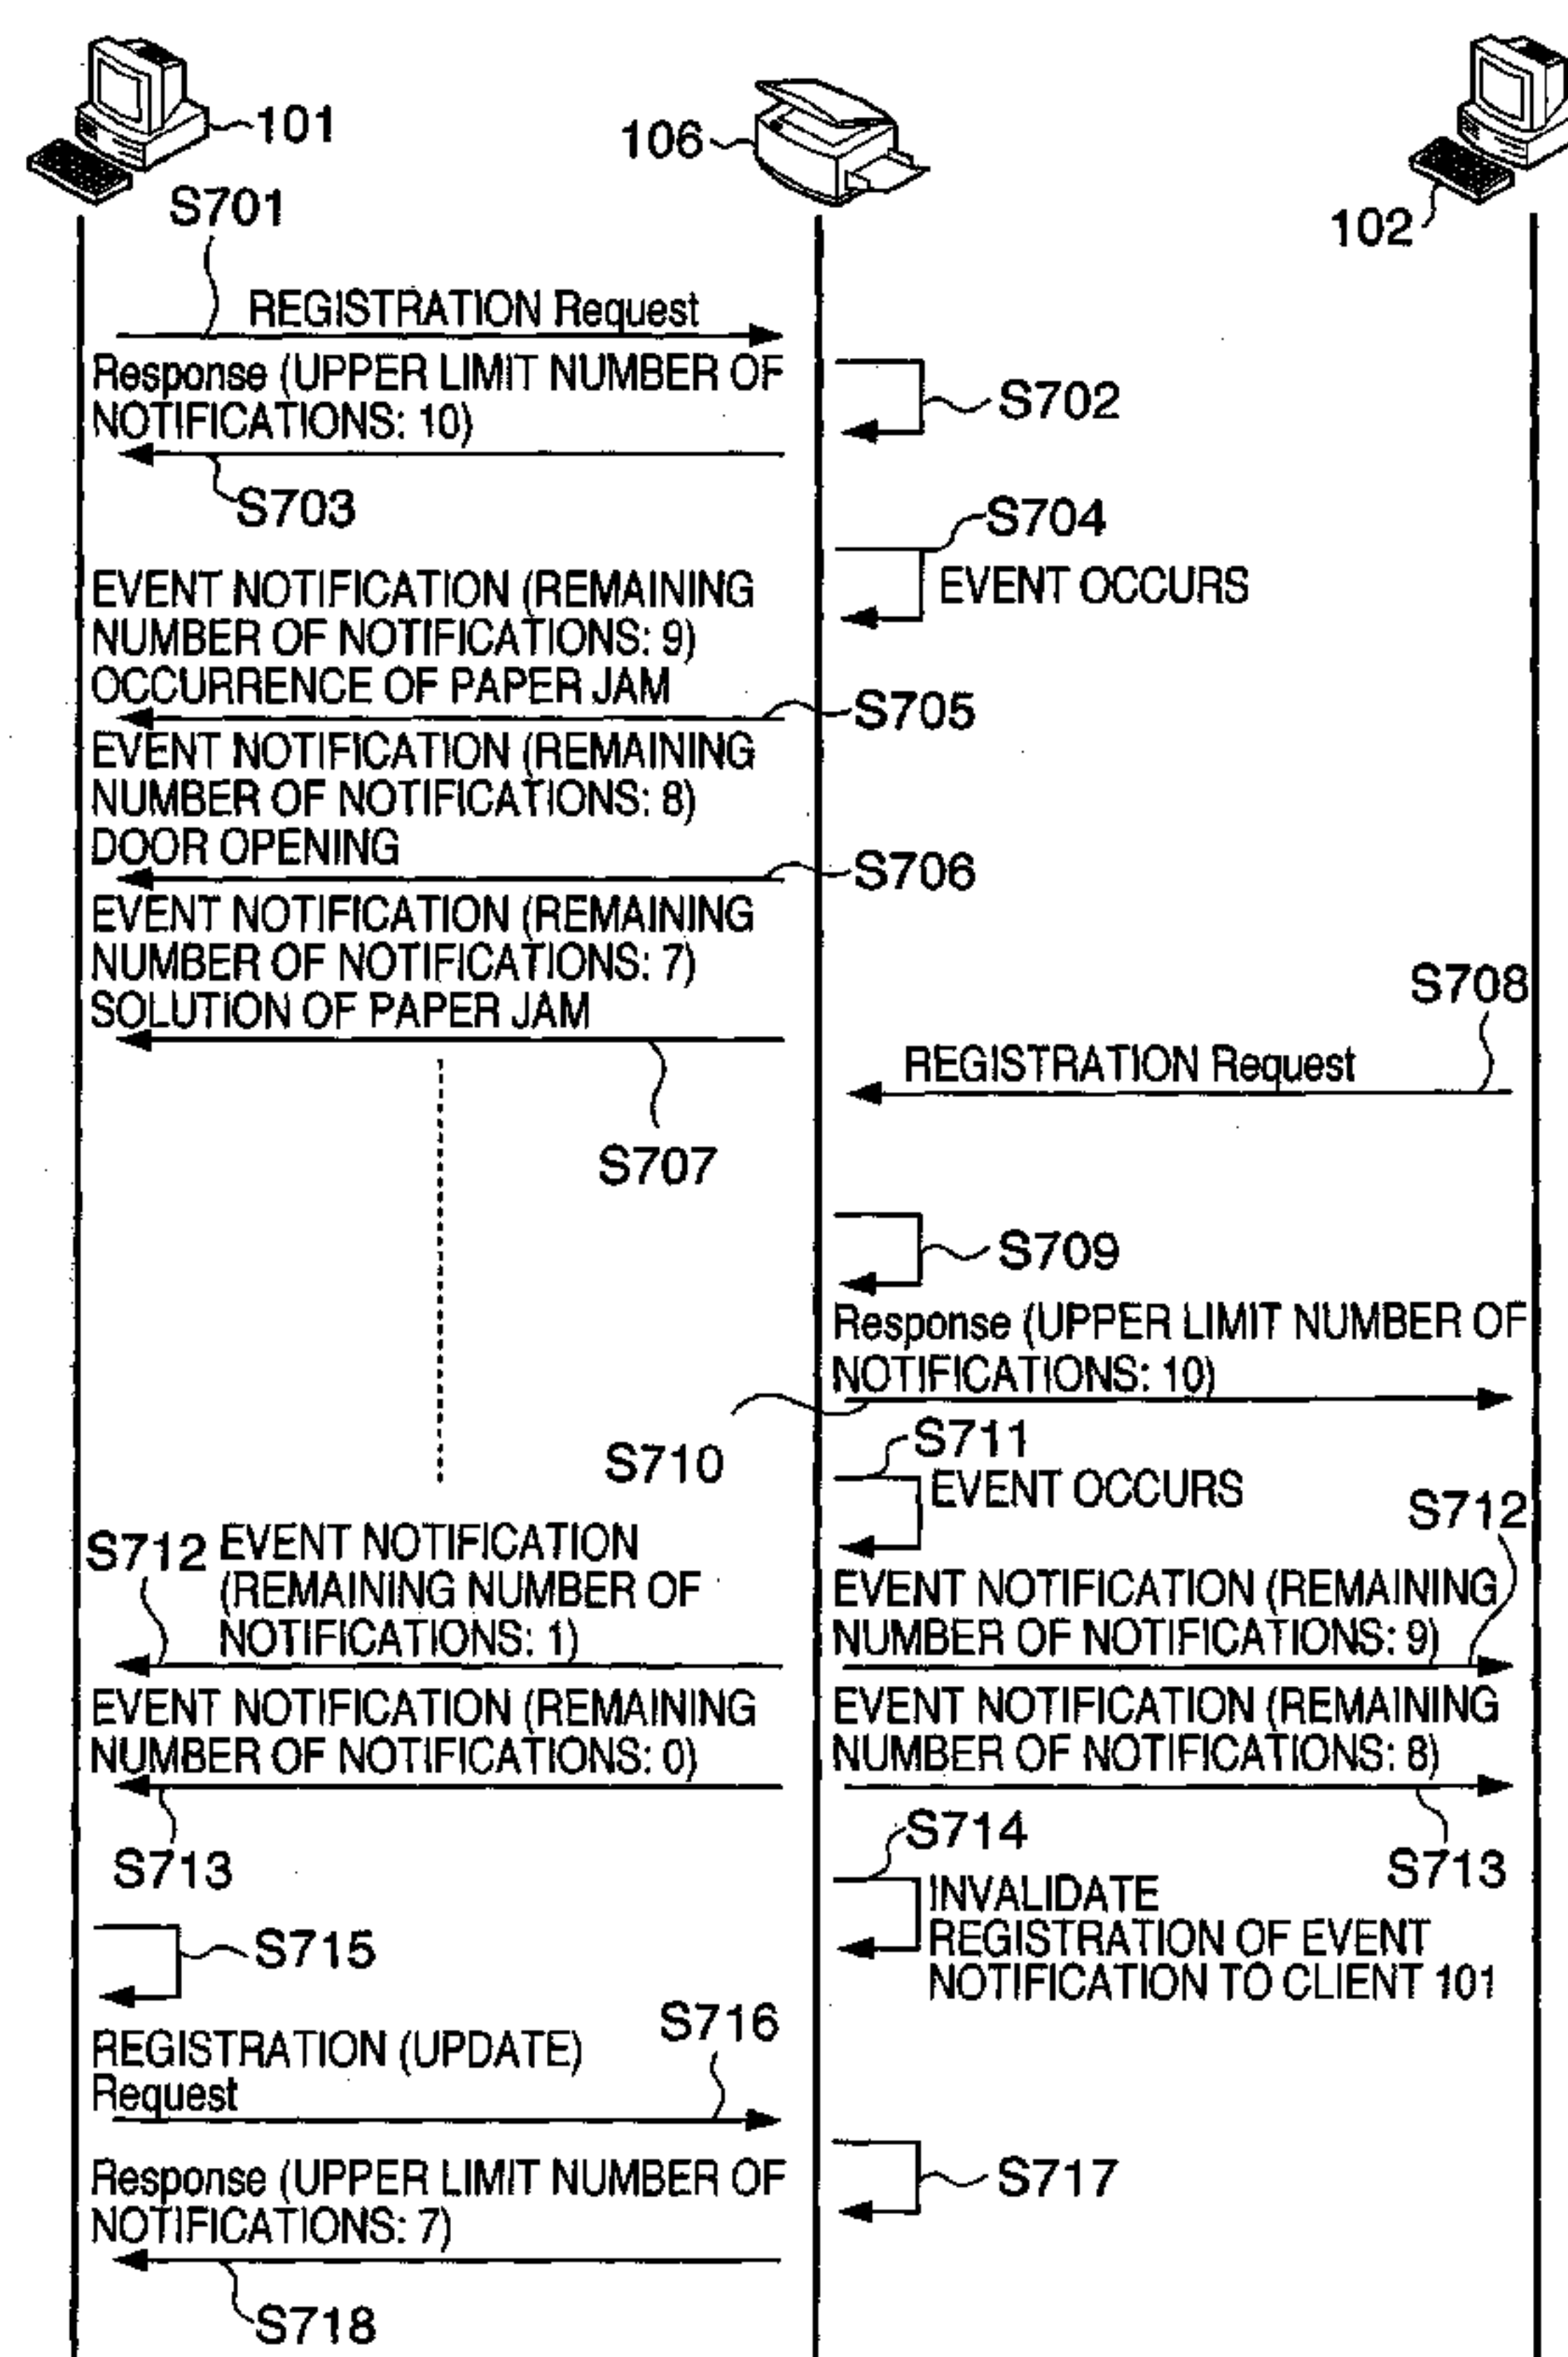 101
106
102
S701
REGISTRATION Request
Response (UPPER LIMIT NUMBER OF
NOTIFICATIONS: 10)
S702
S703
S704
EVENT OCCURS
EVENT NOTIFICATION (REMAINING
NUMBER OF NOTIFICATIONS: 9)
OCCURRENCE OF PAPER JAM
S705
EVENT NOTIFICATION (REMAINING
NUMBER OF NOTIFICATIONS: 8)
DOOR OPENING
S706
EVENT NOTIFICATION (REMAINING
NUMBER OF NOTIFICATIONS: 7)
SOLUTION OF PAPER JAM
S707
S708
REGISTRATION Request
S709
Response (UPPER LIMIT NUMBER OF
NOTIFICATIONS: 10)
S710
S711
EVENT OCCURS
S712
EVENT NOTIFICATION
(REMAINING NUMBER OF
NOTIFICATIONS: 1)
S712
EVENT NOTIFICATION (REMAINING
NUMBER OF NOTIFICATIONS: 9)
EVENT NOTIFICATION (REMAINING
NUMBER OF NOTIFICATIONS: 0)
S713
EVENT NOTIFICATION (REMAINING
NUMBER OF NOTIFICATIONS: 8)
S713
S714
INVALIDATE
REGISTRATION OF EVENT
NOTIFICATION TO CLIENT 101
S715
S716
REGISTRATION (UPDATE)
Request
S717
Response (UPPER LIMIT NUMBER OF
NOTIFICATIONS: 7)
S718